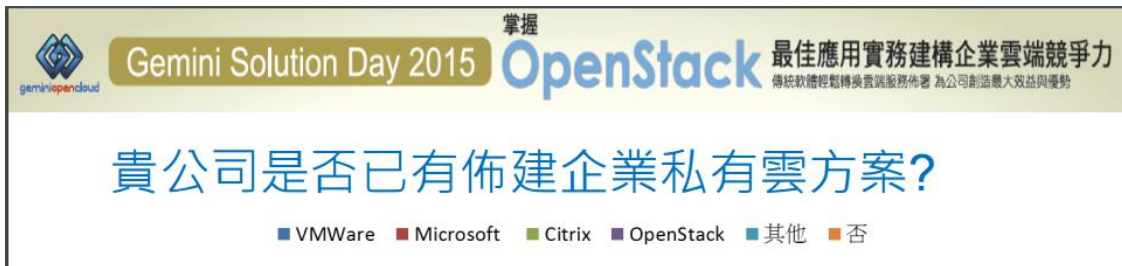 geminiopencloud
Gemini Solution Day 2015
掌握
OpenStack
最佳應用實務建構企業雲端競爭力
傳統軟體輕鬆轉換雲端服務佈署 為公司創造最大效益與優勢
貴公司是否已有佈建企業私有雲方案?
VMWare Microsoft Citrix OpenStack 其他 否